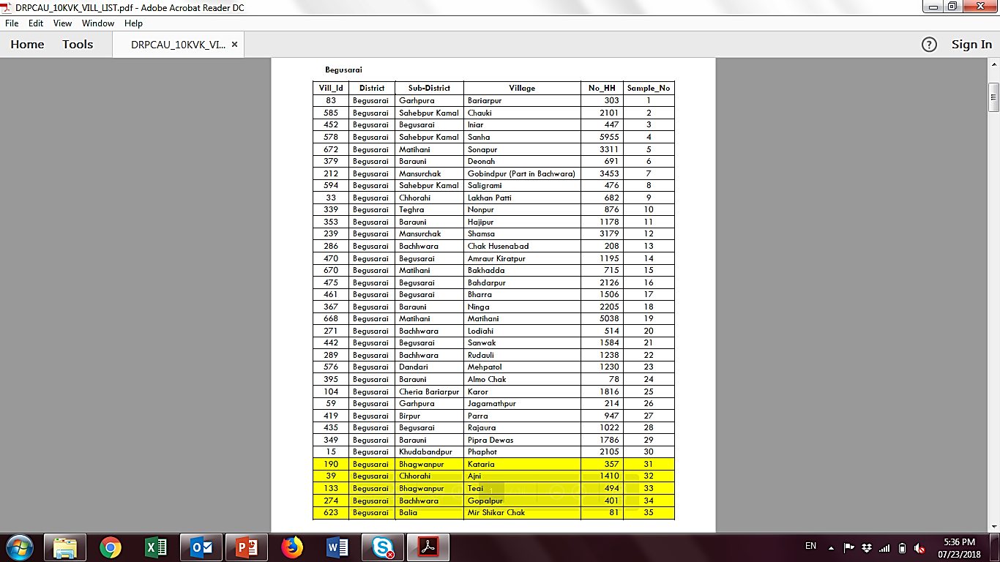 DRPCAU_10KVK_VILL_LIST.pdf - Adobe Acrobat Reader DC
File Edit View Window Help
Home Tools DRPCAU_10KVK_VI... × ? Sign In
Begusarai
Vill_Id District Sub-District Village No_HH Sample_No
83 Begusarai Garhpura Bariarpur 303 1
585 Begusarai Sahebpur Kamal Chauki 2101 2
452 Begusarai Begusarai Iniar 447 3
578 Begusarai Sahebpur Kamal Sanha 5955 4
672 Begusarai Matihani Sonapur 3311 5
379 Begusarai Barauni Deonah 691 6
212 Begusarai Mansurchak Gobindpur (Part in Bachwara) 3453 7
594 Begusarai Sahebpur Kamal Saligrami 476 8
33 Begusarai Chhorahi Lakhan Patti 682 9
339 Begusarai Teghra Nonpur 876 10
353 Begusarai Barauni Hajipur 1178 11
239 Begusarai Mansurchak Shamsa 3179 12
286 Begusarai Bachhwara Chak Husenabad 208 13
470 Begusarai Begusarai Amraur Kiratpur 1195 14
670 Begusarai Matihani Bakhadda 715 15
475 Begusarai Begusarai Bahdarpur 2126 16
461 Begusarai Begusarai Bharra 1506 17
367 Begusarai Barauni Ninga 2205 18
668 Begusarai Matihani Matihani 5038 19
271 Begusarai Bachhwara Lodiahi 514 20
442 Begusarai Begusarai Sanwak 1584 21
289 Begusarai Bachhwara Rudauli 1238 22
576 Begusarai Dandari Mehpatol 1230 23
395 Begusarai Barauni Almo Chak 78 24
104 Begusarai Cheria Bariarpur Karor 1816 25
59 Begusarai Garhpura Jagarnathpur 214 26
419 Begusarai Birpur Parra 947 27
435 Begusarai Begusarai Rajaura 1022 28
349 Begusarai Barauni Pipra Dewas 1786 29
15 Begusarai Khudabandpur Phaphot 2105 30
190 Begusarai Bhagwanpur Kataria 357 31
39 Begusarai Chhorahi Ajni 1410 32
133 Begusarai Bhagwanpur Teai 494 33
274 Begusarai Bachhwara Gopalpur 401 34
623 Begusarai Balia Mir Shikar Chak 81 35
EN 5:36 PM
07/23/2018